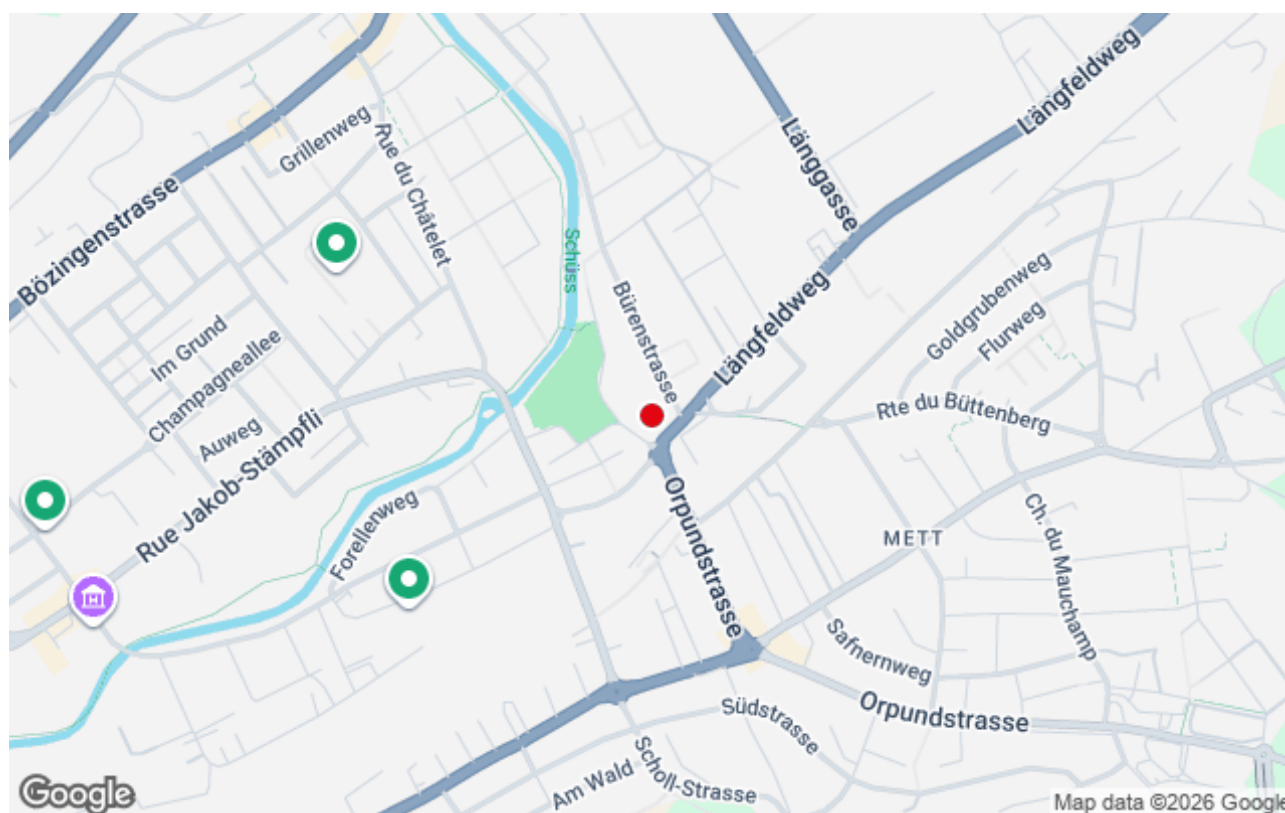 Längfeldweg
Grillenweg
Rue du Châtelet
Länggasse
Bözingenstrasse
Schüss
Bürenstrasse
Längfeldweg
Goldgrubenweg
Flurweg
Im Grund
Champagneallee
Rte du Büttenberg
Auweg
Rue Jakob-Stämpfli
Forellenweg
Orpundstrasse
METT
Ch. du Mauchamp
Safnernweg
Orpundstrasse
Südstrasse
Am Wald
Scholl-Strasse
H
Google
Map data ©2026 Google